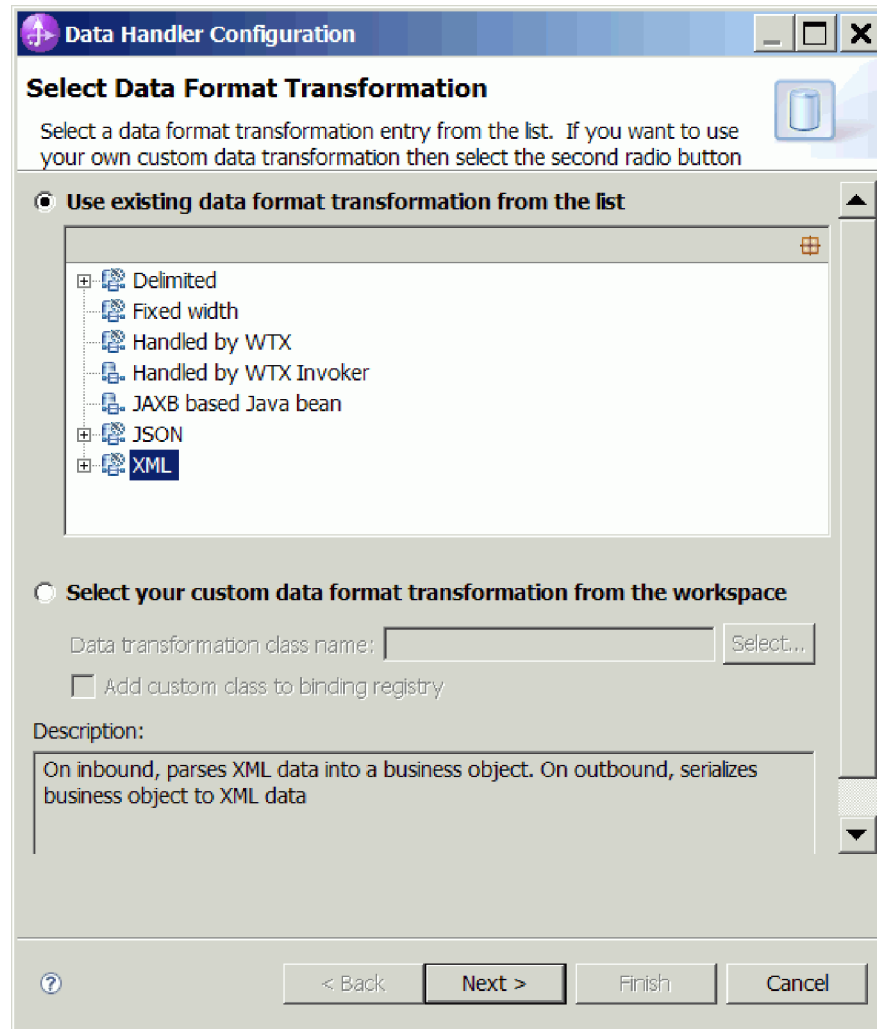 Data Handler Configuration
Select Data Format Transformation
Select a data format transformation entry from the list. If you want to use
your own custom data transformation then select the second radio button
Use existing data format transformation from the list
Delimited
Fixed width
Handled by WTX
Handled by WTX Invoker
JAXB based Java bean
JSON
XML
Select your custom data format transformation from the workspace
Data transformation class name:
Select...
Add custom class to binding registry
Description:
On inbound, parses XML data into a business object. On outbound, serializes
business object to XML data
< Back
Next >
Finish
Cancel